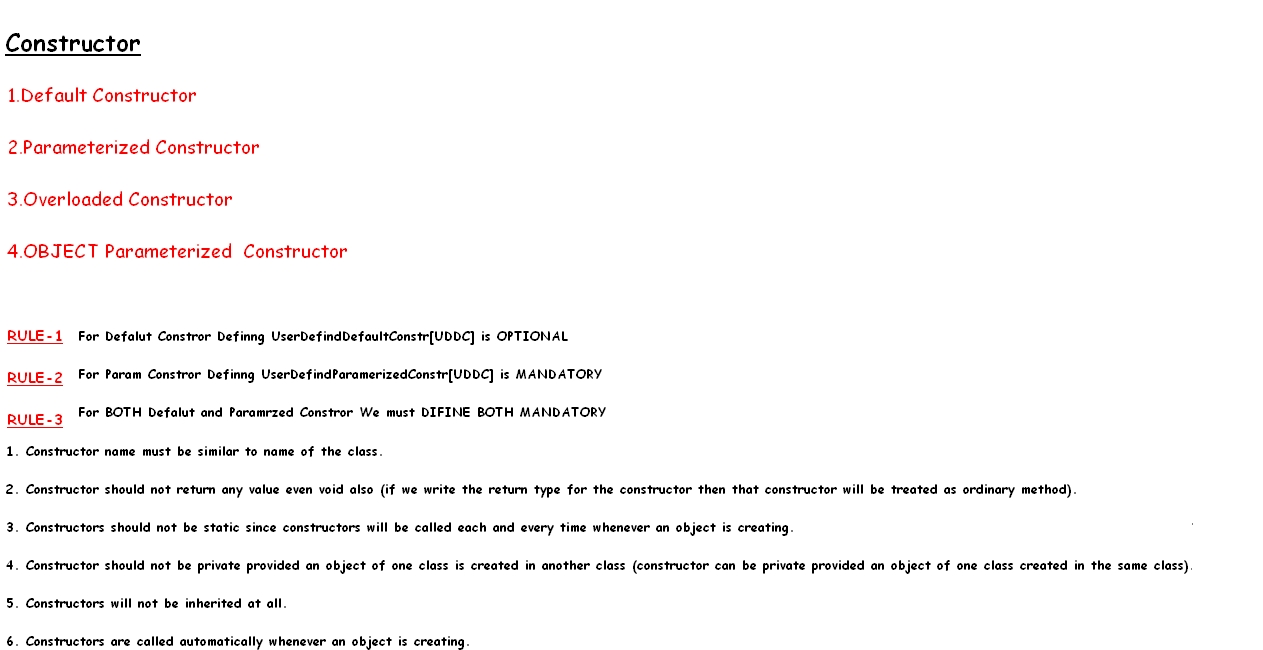 Constructor
1.Default Constructor
2.Parameterized Constructor
3.Overloaded Constructor
4.OBJECT Parameterized  Constructor
RULE-1 For Defalut Constror Definng UserDefindDefaultConstr[UDDC] is OPTIONAL
RULE-2 For Param Constror Definng UserDefindParamerizedConstr[UDDC] is MANDATORY
RULE-3 For BOTH Defalut and Paramrzed Constror We must DIFINE BOTH MANDATORY
1. Constructor name must be similar to name of the class.
2. Constructor should not return any value even void also (if we write the return type for the constructor then that constructor will be treated as ordinary method).
3. Constructors should not be static since constructors will be called each and every time whenever an object is creating.
4. Constructor should not be private provided an object of one class is created in another class (constructor can be private provided an object of one class created in the same class).
5. Constructors will not be inherited at all.
6. Constructors are called automatically whenever an object is creating.